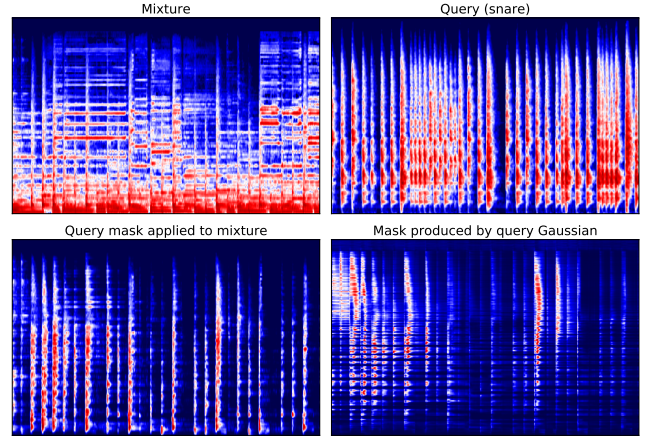 Mixture
Query (snare)
Query mask applied to mixture
Mask produced by query Gaussian